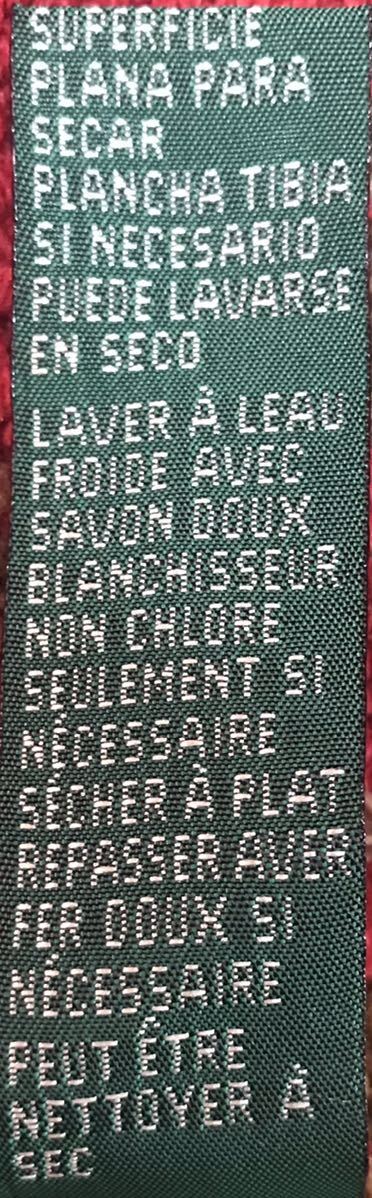 SUPERFICIE
PLANA PARA
SECAR
PLANCHA TIBIA
SI NECESARIO
PUEDE LAVARSE
EN SECO
LAVER À LEAU
FROIDE AVEC
SAVON DOUX
BLANCHISSEUR
NON CHLORE
SEULEMENT SI
NÉCESSAIRE
SÉCHER À PLAT
REPASSER AVER
FER DOUX SI
NÉCESSAIRE
PEUT ÊTRE
NETTOYER À
SEC